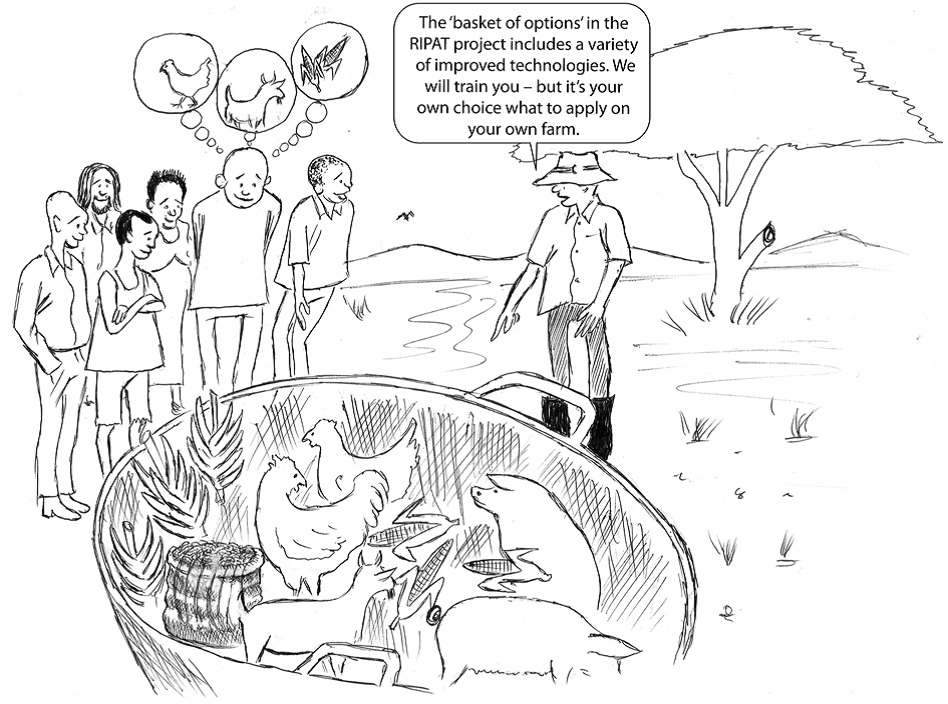 The ‘basket of options’ in the
RIPAT project includes a variety
of improved technologies. We
will train you – but it’s your
own choice what to apply on
your own farm.